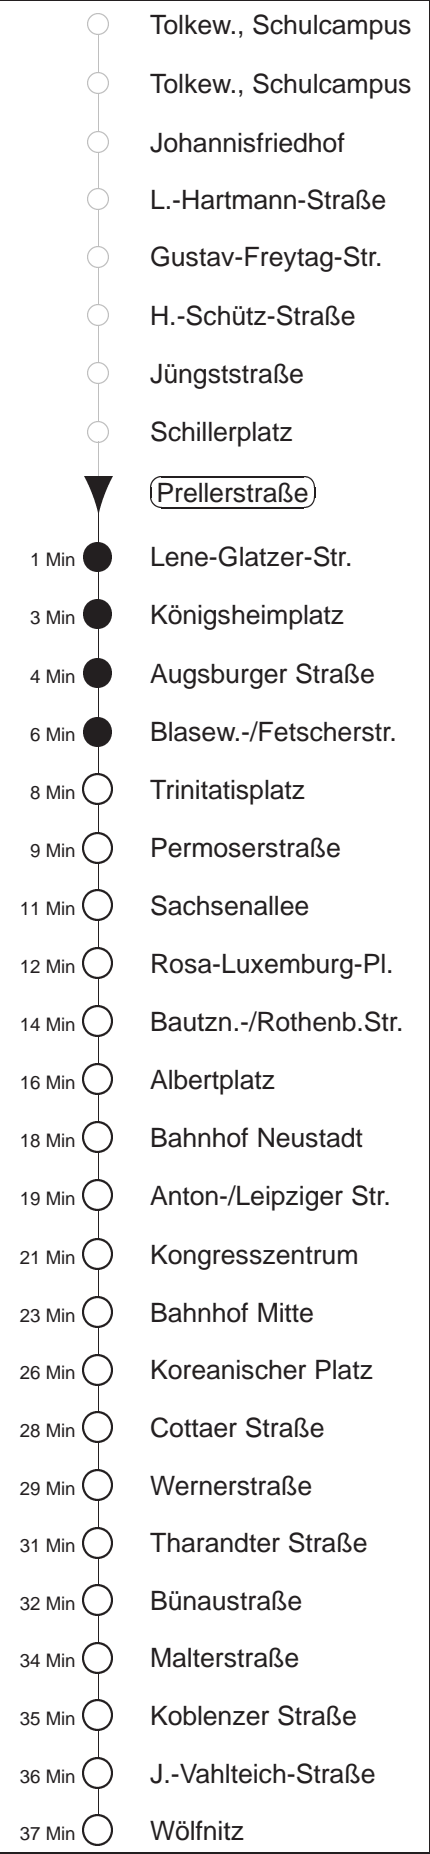 Tolkew., Schulcampus
Tolkew., Schulcampus
Johannisfriedhof
L.-Hartmann-Straße
Gustav-Freytag-Str.
H.-Schütz-Straße
Jüngststraße
Schillerplatz
Prellerstraße
1 Min Lene-Glatzer-Str.
3 Min Königsheimplatz
4 Min Augsburger Straße
6 Min Blasew.-/Fetscherstr.
8 Min Trinitatisplatz
9 Min Permoserstraße
11 Min Sachsenallee
12 Min Rosa-Luxemburg-Pl.
14 Min Bautzn.-/Rothenb.Str.
16 Min Albertplatz
18 Min Bahnhof Neustadt
19 Min Anton-/Leipziger Str.
21 Min Kongresszentrum
23 Min Bahnhof Mitte
26 Min Koreanischer Platz
28 Min Cottaer Straße
29 Min Wernerstraße
31 Min Tharandter Straße
32 Min Bünaustraße
34 Min Malterstraße
35 Min Koblenzer Straße
36 Min J.-Vahlteich-Straße
37 Min Wölfnitz